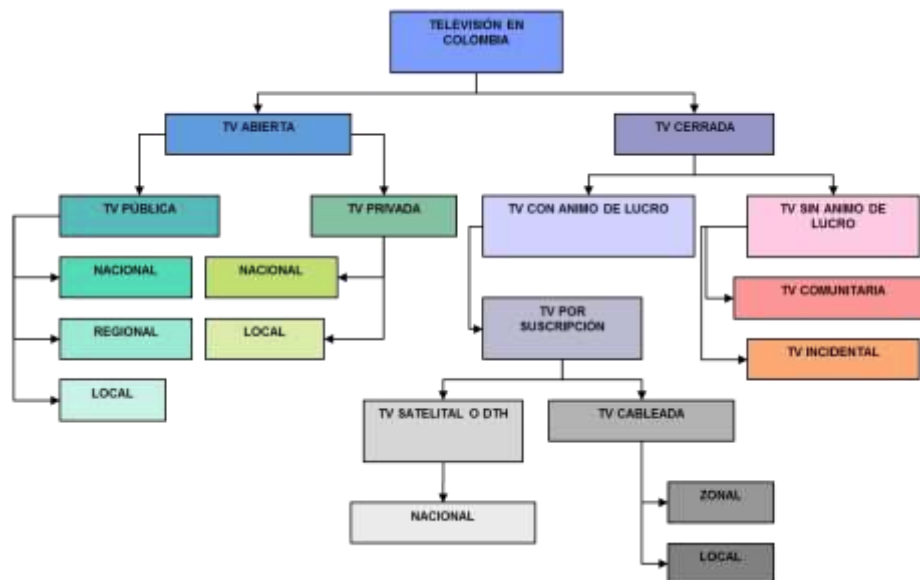 TELEVISIÓN EN
COLOMBIA
TV ABIERTA
TV CERRADA
TV PÚBLICA
TV PRIVADA
TV CON ANIMO DE LUCRO
TV SIN ANIMO DE
LUCRO
NACIONAL
NACIONAL
TV COMUNITARIA
REGIONAL
LOCAL
TV POR
SUSCRIPCIÓN
TV INCIDENTAL
LOCAL
TV SATELITAL O DTH
TV CABLEADA
ZONAL
NACIONAL
LOCAL